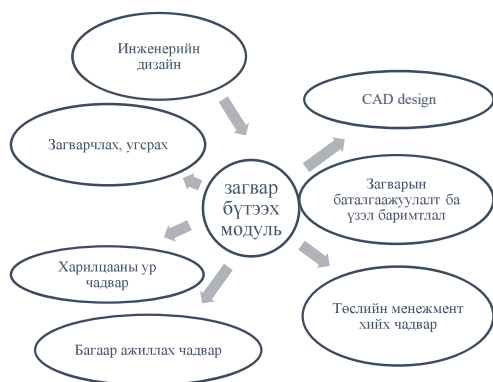 Инженерийн
дизайн
CAD design
Загварчлах, угсрах
загвар
бүтээх
модуль
Загварын
баталгаажуулалт ба
үзэл баримтлал
Харилцааны ур
чадвар
Төслийн менежмент
хийх чадвар
Багаар ажиллах чадвар